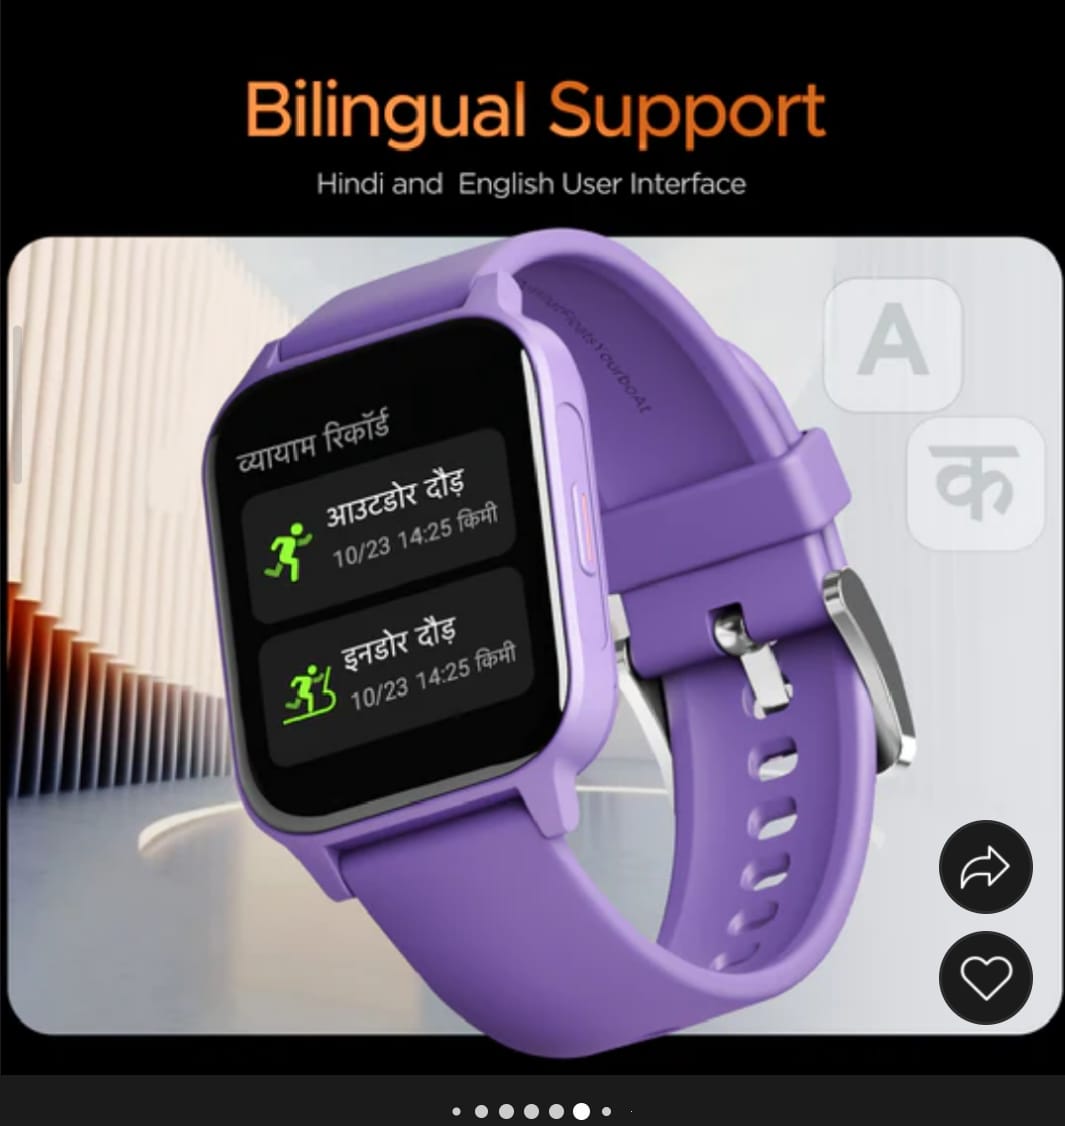 Bilingual Support
Hindi and English User Interface
A
क
व्यायाम रिकॉर्ड
आउटडोर दौड़
10/23 14:25 किमी
इनडोर दौड़
10/23 14:25 किमी